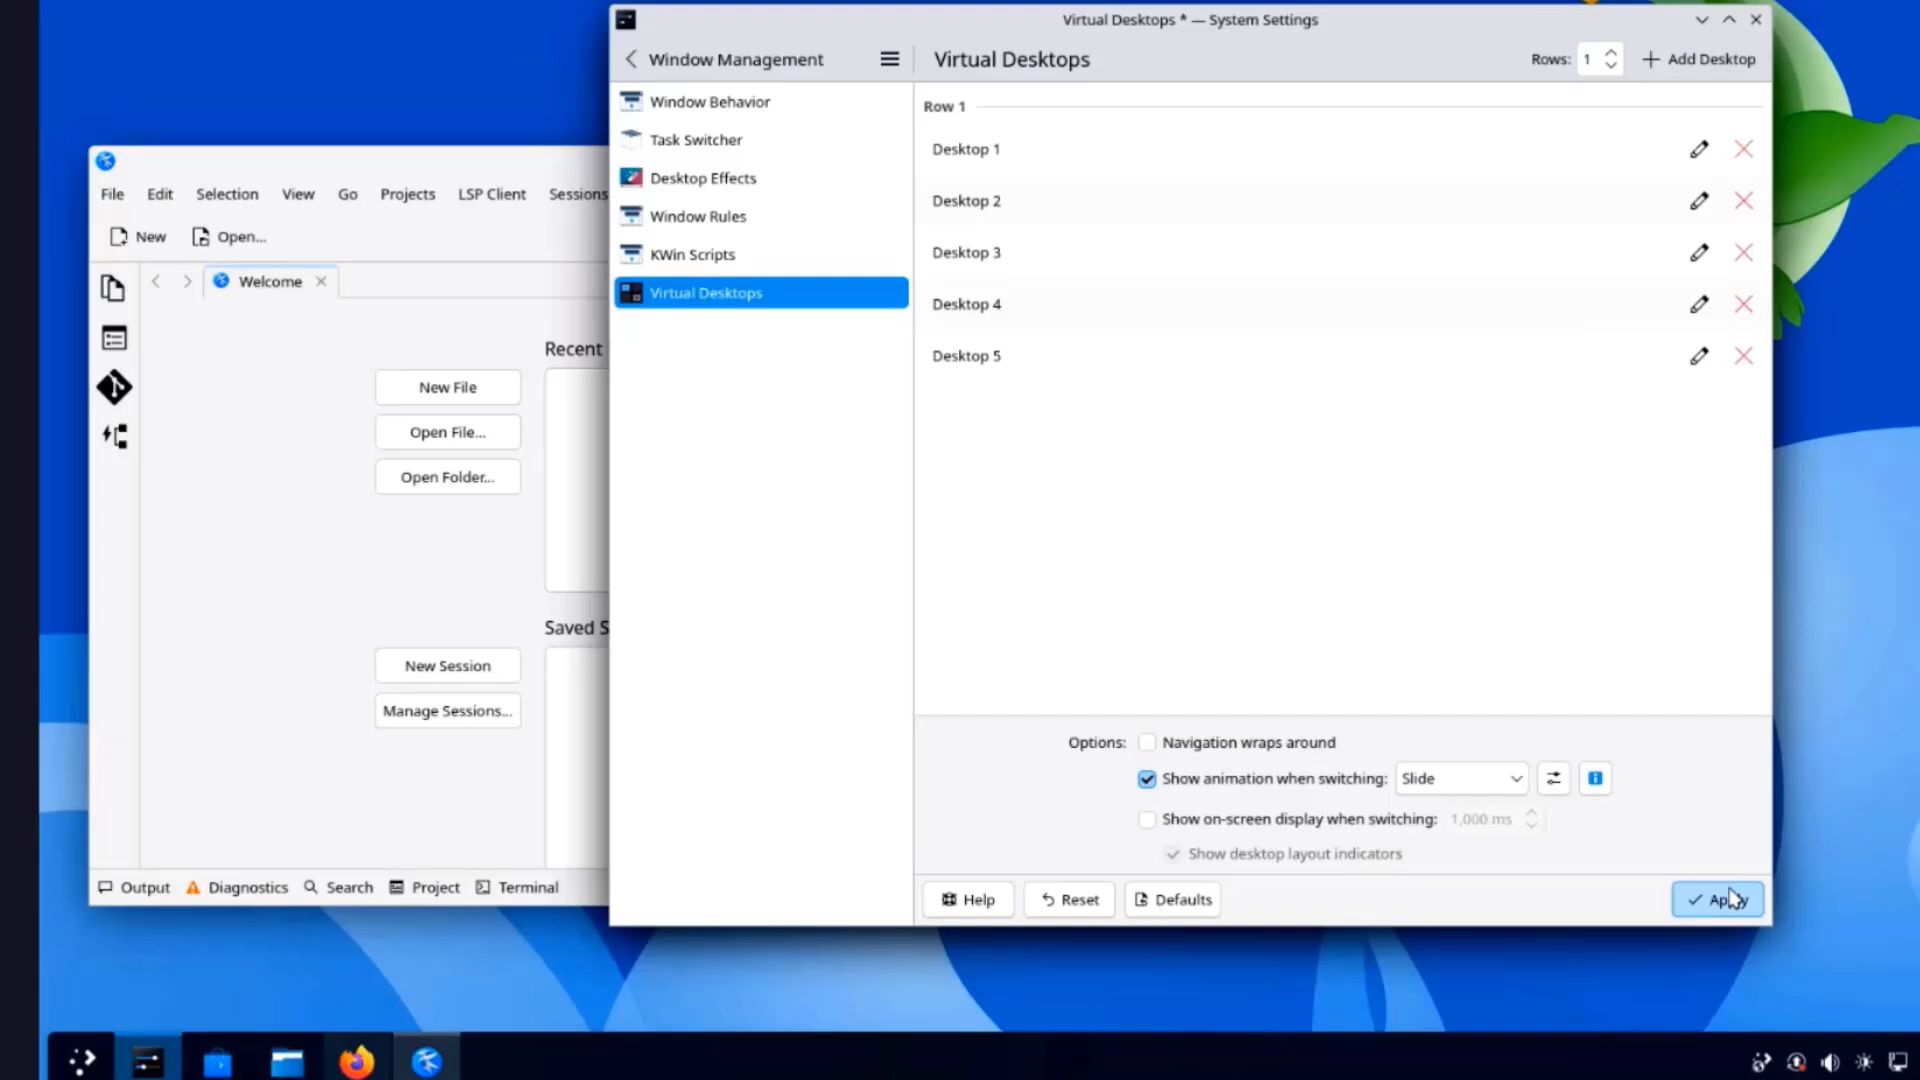 Virtual Desktops * — System Settings
Window Management
Virtual Desktops
Rows: 1
Add Desktop
Window Behavior
Task Switcher
Desktop Effects
Window Rules
KWin Scripts
Virtual Desktops
Row 1
Desktop 1
Desktop 2
Desktop 3
Desktop 4
Desktop 5
Options:
Navigation wraps around
Show animation when switching: Slide
Show on-screen display when switching: 1,000 ms
Show desktop layout indicators
Help
Reset
Defaults
Apply
File Edit Selection View Go Projects LSP Client Sessions
New Open...
Welcome
Recent
New File
Open File...
Open Folder...
Saved S
New Session
Manage Sessions...
Output Diagnostics Search Project Terminal